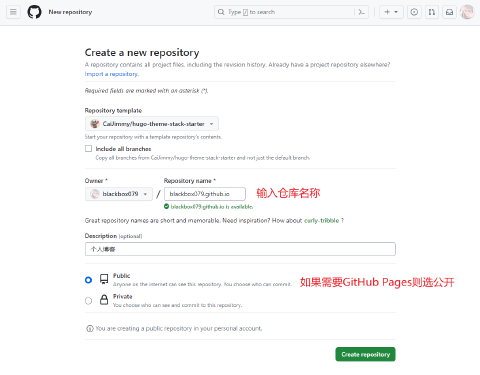 New repository
Type / to search
Create a new repository
A repository contains all project files, including the revision history. Already have a project repository elsewhere?
Import a repository.
Required fields are marked with an asterisk (*).
Repository template
CaiJimmy/hugo-theme-stack-starter
Start your repository with a template repository's contents.
Include all branches
Copy all branches from CaiJimmy/hugo-theme-stack-starter and not just the default branch.
Owner * Repository name *
blackbox079 / blackbox079.github.io 输入仓库名称
blackbox079.github.io is available.
Great repository names are short and memorable. Need inspiration? How about curly-tribble ?
Description (optional)
个人博客
Public
Anyone on the internet can see this repository. You choose who can commit.
如果需要GitHub Pages则选公开
Private
You choose who can see and commit to this repository.
You are creating a public repository in your personal account.
Create repository